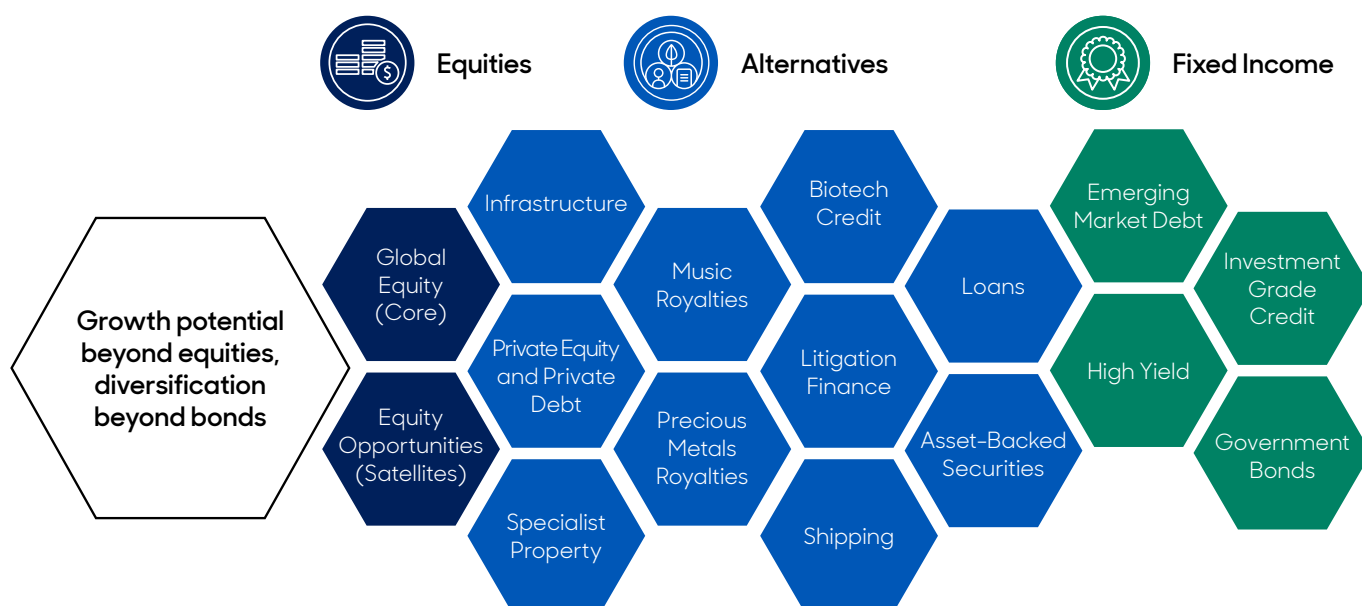 Equities
Alternatives
Fixed Income
Growth potential
beyond equities,
diversification
beyond bonds
Global
Equity
(Core)
Equity
Opportunities
(Satellites)
Infrastructure
Private Equity
and Private
Debt
Specialist
Property
Music
Royalties
Precious
Metals
Royalties
Biotech
Credit
Litigation
Finance
Shipping
Loans
Asset-Backed
Securities
Emerging
Market Debt
High Yield
Investment
Grade
Credit
Government
Bonds